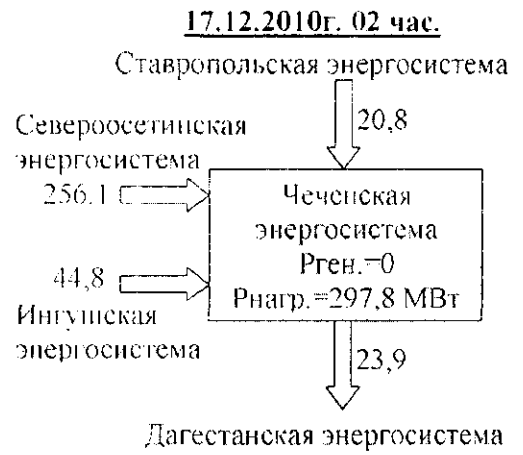 17.12.2010г. 02 час.
Ставропольская энергосистема
20,8
Североосетинская
энергосистема
256.1
Чеченская
энергосистема
Рген.=0
Рнагр.=297,8 МВт
44,8
Ингушская
энергосистема
23,9
Дагестанская энергосистема